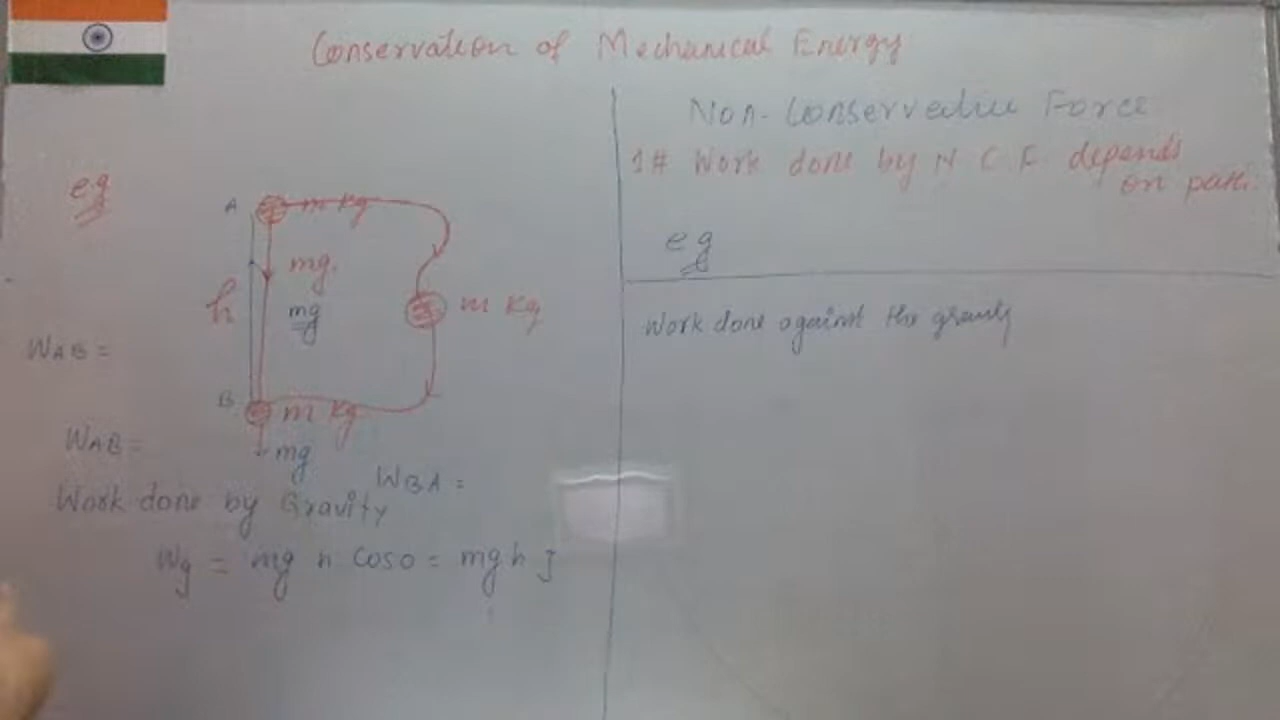 Conservation of Mechanical Energy
eg
A m kg
mg.
h
mg
m kg
WAB =
B m kg
mg
WAB =
WBA =
Work done by Gravity
Wg = mg h cos0 = mgh J
Non-Conservative Force
1# Work done by N C F depends
on path.
eg
Work done against the gravity